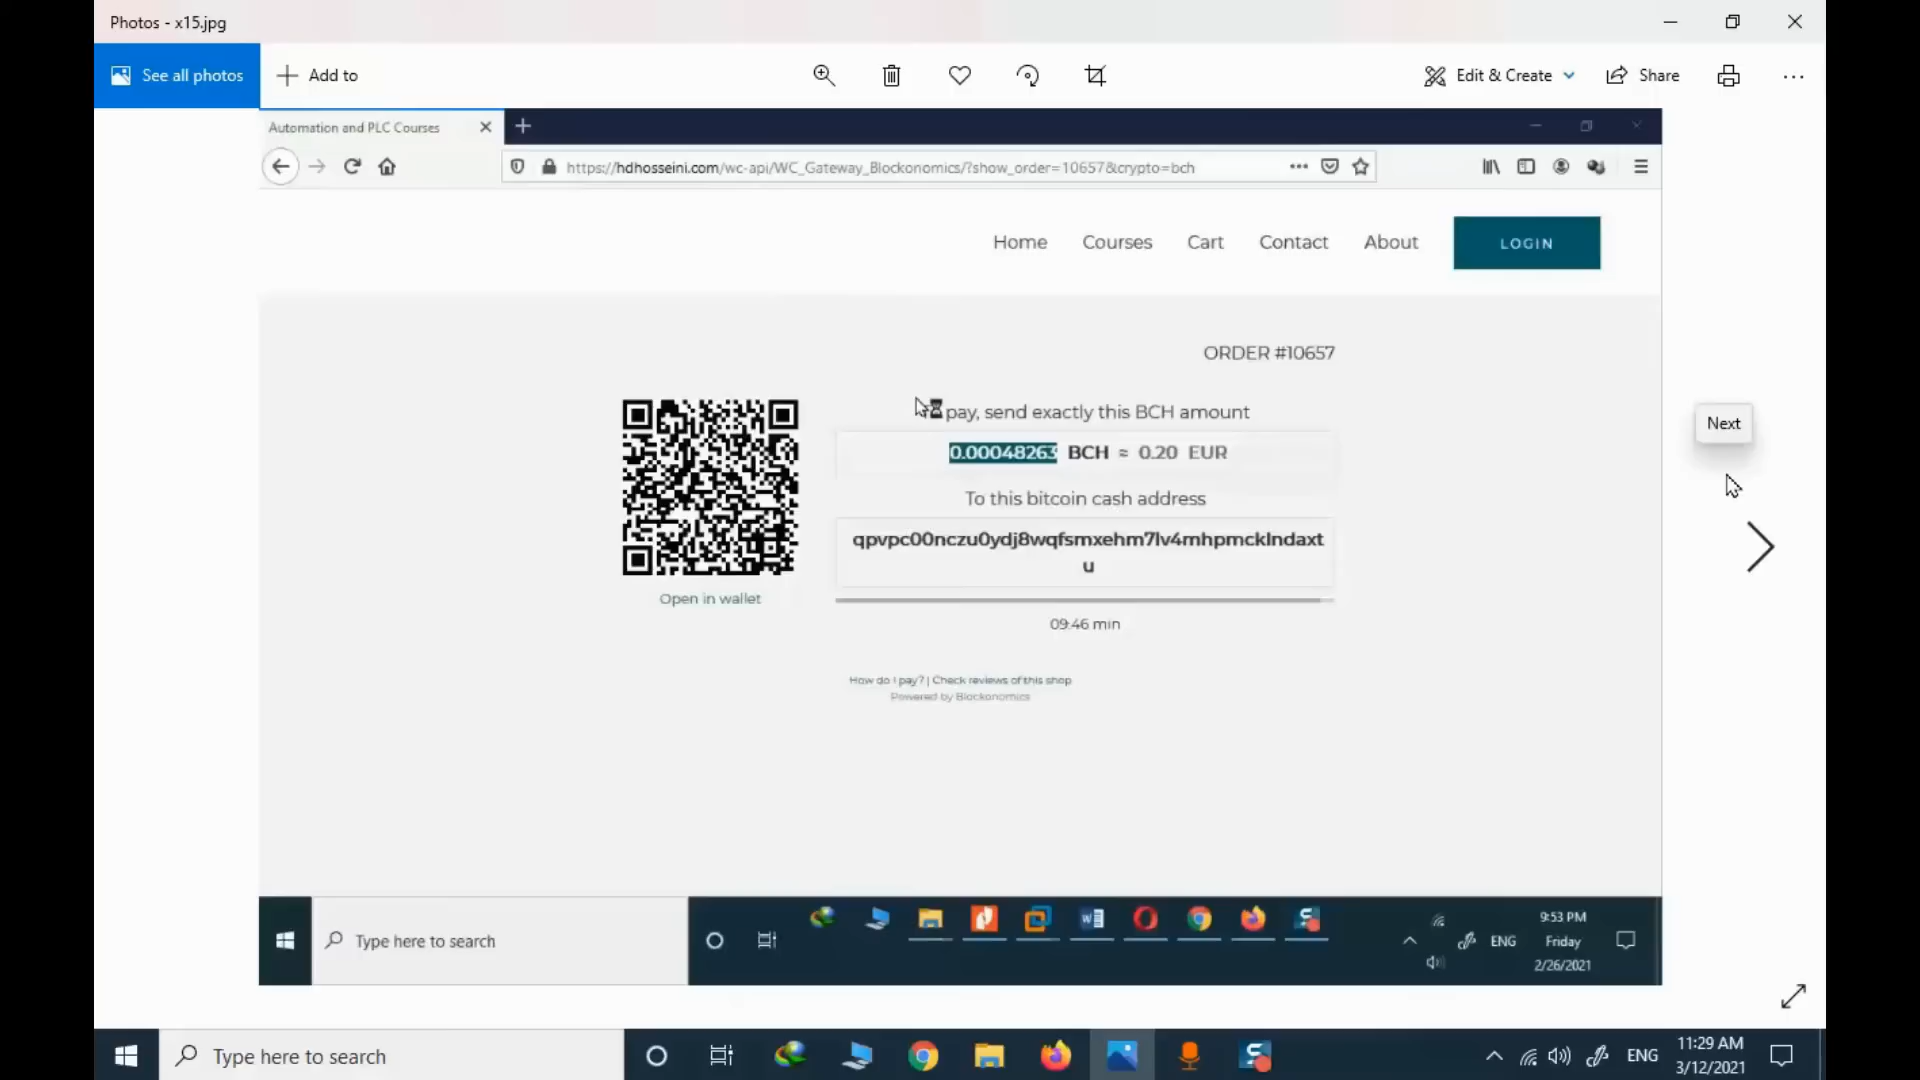 Photos - x15.jpg
See all photos
Add to
Edit & Create
Share
Automation and PLC Courses
https://hdhosseini.com/wc-api/WC_Gateway_Blockonomics/?show_order=10657&crypto=bch
Home
Courses
Cart
Contact
About
LOGIN
ORDER #10657
pay, send exactly this BCH amount
0.00048263 BCH ≈ 0.20 EUR
To this bitcoin cash address
qpvpc00nczu0ydj8wqfsmxehm7lv4mhpmcklndaxt
u
Open in wallet
09:46 min
How do I pay? | Check reviews of this shop
Powered by Blockonomics
Next
Type here to search
ENG
9:53 PM
Friday
2/26/2021
Type here to search
ENG
11:29 AM
3/12/2021